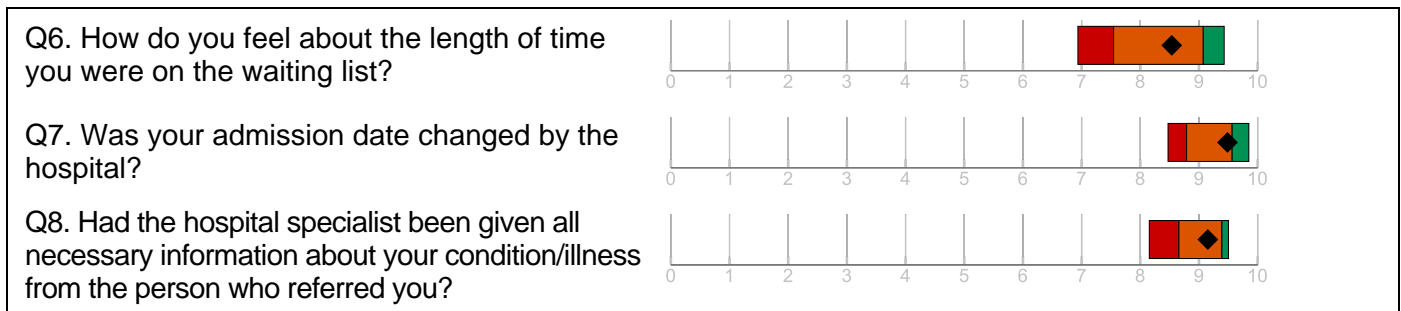 Q6. How do you feel about the length of time
you were on the waiting list?
0 1 2 3 4 5 6 7 8 9 10
Q7. Was your admission date changed by the
hospital?
0 1 2 3 4 5 6 7 8 9 10
Q8. Had the hospital specialist been given all
necessary information about your condition/illness
from the person who referred you?
0 1 2 3 4 5 6 7 8 9 10